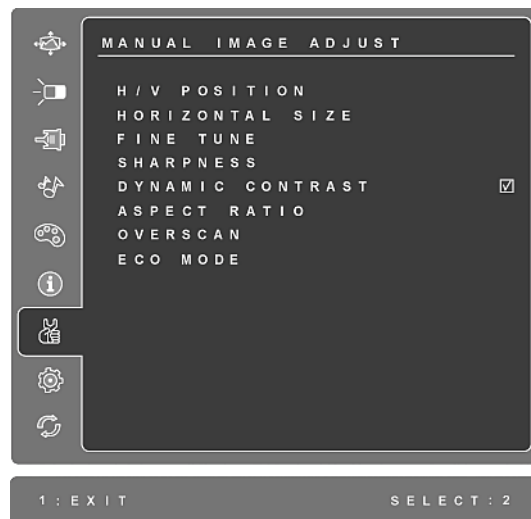 MANUAL IMAGE ADJUST
H/V POSITION
HORIZONTAL SIZE
FINE TUNE
SHARPNESS
DYNAMIC CONTRAST
ASPECT RATIO
OVERSCAN
ECO MODE
1:EXIT SELECT:2